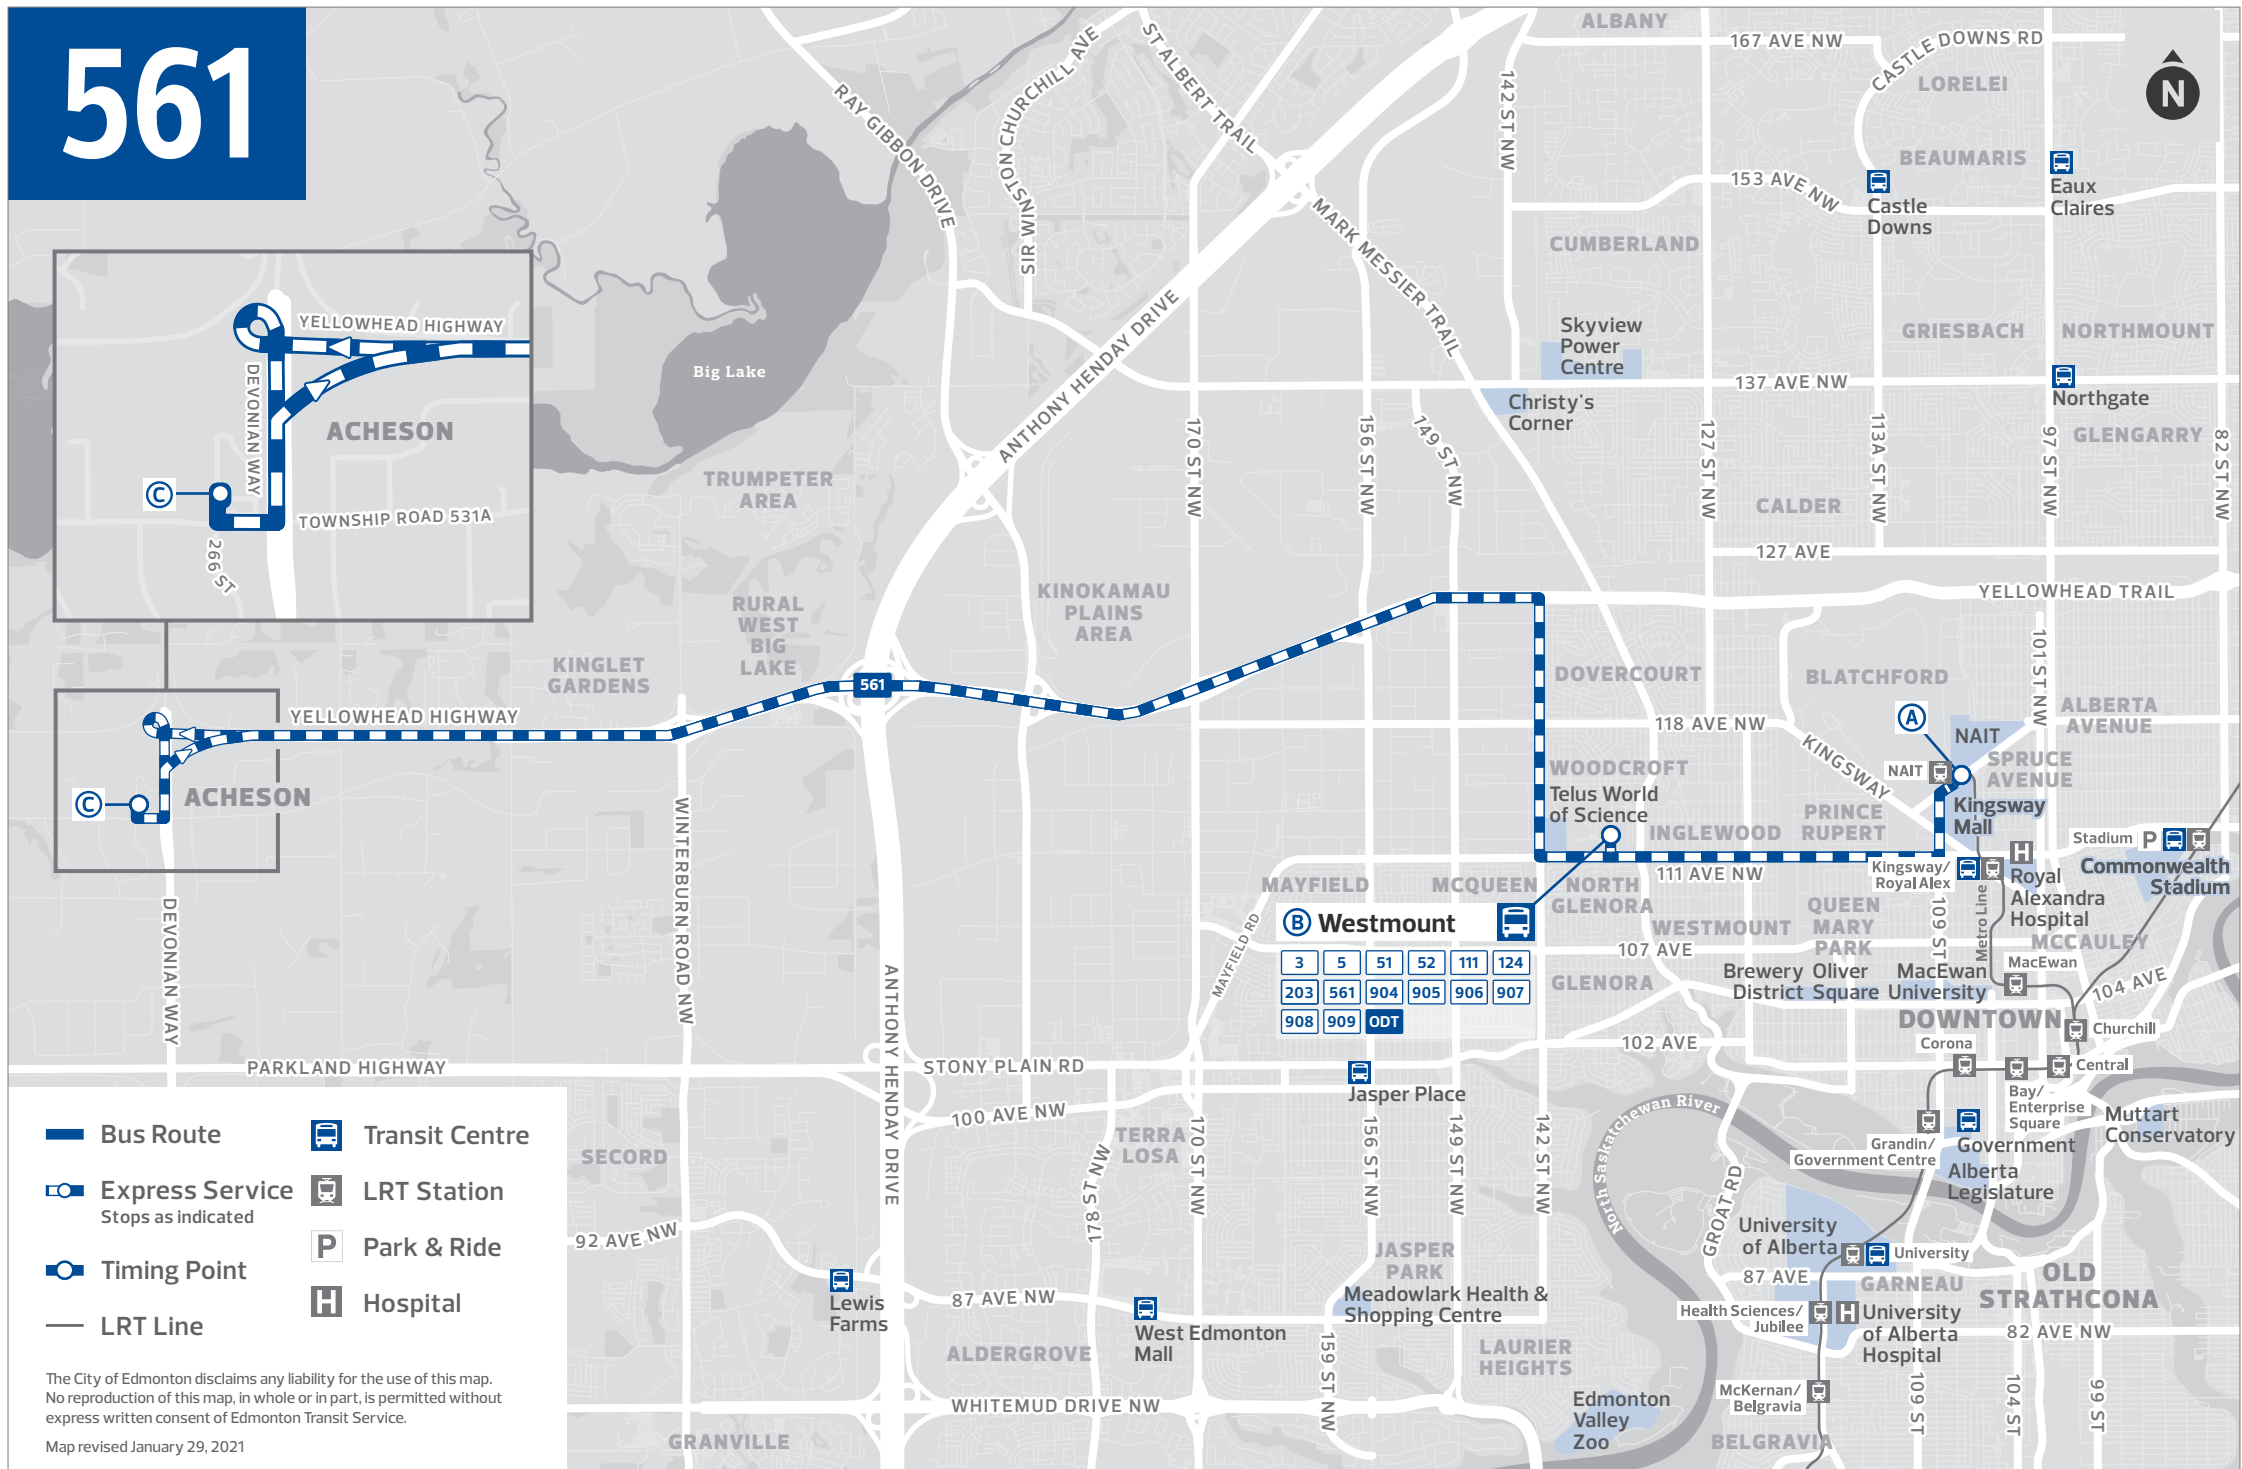 561
N
ALBANY
167 AVE NW
CASTLE DOWNS RD
LORELEI
BEAUMARIS
Eaux
Claires
153 AVE NW
Castle
Downs
CUMBERLAND
142 ST NW
RAY GIBBON DRIVE
SIR WINSTON CHURCHILL AVE
ST ALBERT TRAIL
MARK MESSIER TRAIL
ANTHONY HENDAY DRIVE
Big Lake
Skyview
Power
Centre
GRIESBACH
NORTHMOUNT
137 AVE NW
Northgate
Christy's
Corner
170 ST NW
156 ST NW
149 ST NW
127 ST NW
113A ST NW
97 ST NW
82 ST NW
GLENGARRY
CALDER
127 AVE
YELLOWHEAD HIGHWAY
DEVONIAN WAY
ACHESON
C
TOWNSHIP ROAD 531A
266 ST
TRUMPETER
AREA
RURAL
WEST
BIG
LAKE
KINOKAMAU
PLAINS
AREA
KINGLET
GARDENS
YELLOWHEAD TRAIL
101 ST NW
DOVERCOURT
BLATCHFORD
ALBERTA
AVENUE
561
YELLOWHEAD HIGHWAY
118 AVE NW
KINGSWAY
A
NAIT
NAIT
SPRUCE
AVENUE
WOODCROFT
Telus World
of Science
INGLEWOOD
PRINCE
RUPERT
Kingsway
Mall
C
ACHESON
WINTERBURN ROAD NW
DEVONIAN WAY
111 AVE NW
Kingsway/
Royal Alex
H
Royal
Alexandra
Hospital
Stadium
P
Commonwealth
Stadium
MAYFIELD
MCQUEEN
NORTH
GLENORA
WESTMOUNT
QUEEN
MARY
PARK
109 ST
Metro Line
MCCAULEY
MAYFIELD RD
B Westmount
3 5 51 52 111 124
203 561 904 905 906 907
908 909 ODT
107 AVE
GLENORA
Brewery
District
Oliver
Square
MacEwan
University
MacEwan
104 AVE
DOWNTOWN
Churchill
ANTHONY HENDAY DRIVE
PARKLAND HIGHWAY
STONY PLAIN RD
102 AVE
Corona
Central
Bay/
Enterprise
Square
Jasper Place
100 AVE NW
TERRA
LOSA
170 ST NW
178 ST NW
156 ST NW
149 ST NW
142 ST NW
North Saskatchewan River
GROAT RD
Grandin/
Government Centre
Government
Alberta
Legislature
Muttart
Conservatory
SECORD
92 AVE NW
Lewis
Farms
87 AVE NW
West Edmonton
Mall
JASPER
PARK
Meadowlark Health &
Shopping Centre
University
of Alberta
University
87 AVE
GARNEAU
OLD
STRATHCONA
Health Sciences/
Jubilee
H
University
of Alberta
Hospital
82 AVE NW
ALDERGROVE
159 ST NW
LAURIER
HEIGHTS
WHITEMUD DRIVE NW
GRANVILLE
Edmonton
Valley
Zoo
McKernan/
Belgravia
BELGRAVIA
109 ST
104 ST
99 ST
Bus Route
Express Service
Stops as indicated
Timing Point
LRT Line
Transit Centre
LRT Station
P
Park & Ride
H
Hospital
The City of Edmonton disclaims any liability for the use of this map.
No reproduction of this map, in whole or in part, is permitted without
express written consent of Edmonton Transit Service.
Map revised January 29, 2021